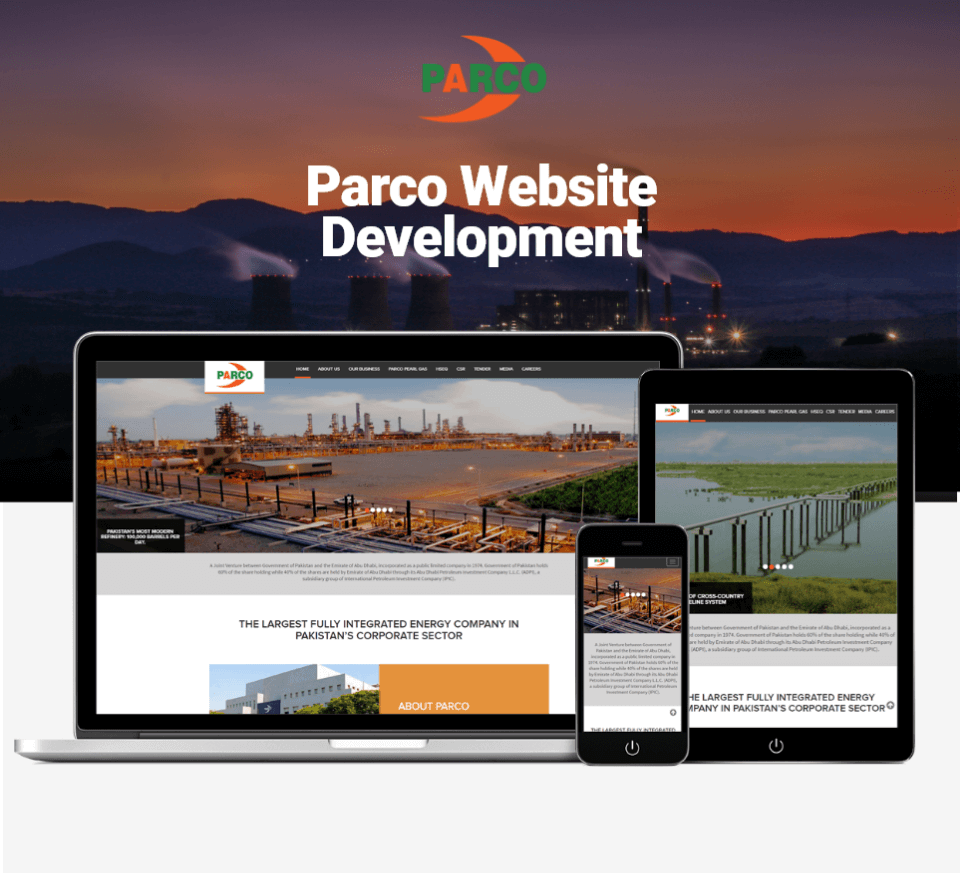 PARCO
Parco Website
Development
PARCO
HOME ABOUT US OUR BUSINESS PARCO PEARL GAS HSEQ CSR TENDER MEDIA CAREERS
PAKISTAN'S MOST MODERN
REFINERY: 100,000 BARRELS PER
DAY.
A Joint Venture between Government of Pakistan and the Emirate of Abu Dhabi, incorporated as a public limited company in 1974. Government of Pakistan holds
60% of the share holding while 40% of the shares are held by Emirate of Abu Dhabi through its Abu Dhabi Petroleum Investment Company L.L.C. (ADPI), a
subsidiary group of International Petroleum Investment Company (IPIC).
THE LARGEST FULLY INTEGRATED ENERGY COMPANY IN
PAKISTAN'S CORPORATE SECTOR
ABOUT PARCO
PARCO
A Joint Venture between Government of
Pakistan and the Emirate of Abu Dhabi,
incorporated as a public limited company in
1974. Government of Pakistan holds 60% of the
share holding while 40% of the shares are held
by Emirate of Abu Dhabi through its Abu Dhabi
Petroleum Investment Company L.L.C. (ADPI),
a subsidiary group of International Petroleum
Investment Company (IPIC).
THE LARGEST FULLY INTEGRATED
PARCO
HOME ABOUT US OUR BUSINESS PARCO PEARL GAS HSEQ CSR TENDER MEDIA CAREERS
OF CROSS-COUNTRY
ELINE SYSTEM
nture between Government of Pakistan and the Emirate of Abu Dhabi, incorporated as a
ed company in 1974. Government of Pakistan holds 60% of the share holding while 40% of
are held by Emirate of Abu Dhabi through its Abu Dhabi Petroleum Investment Company
(ADPI), a subsidiary group of International Petroleum Investment Company (IPIC).
HE LARGEST FULLY INTEGRATED ENERGY
MPANY IN PAKISTAN'S CORPORATE SECTOR